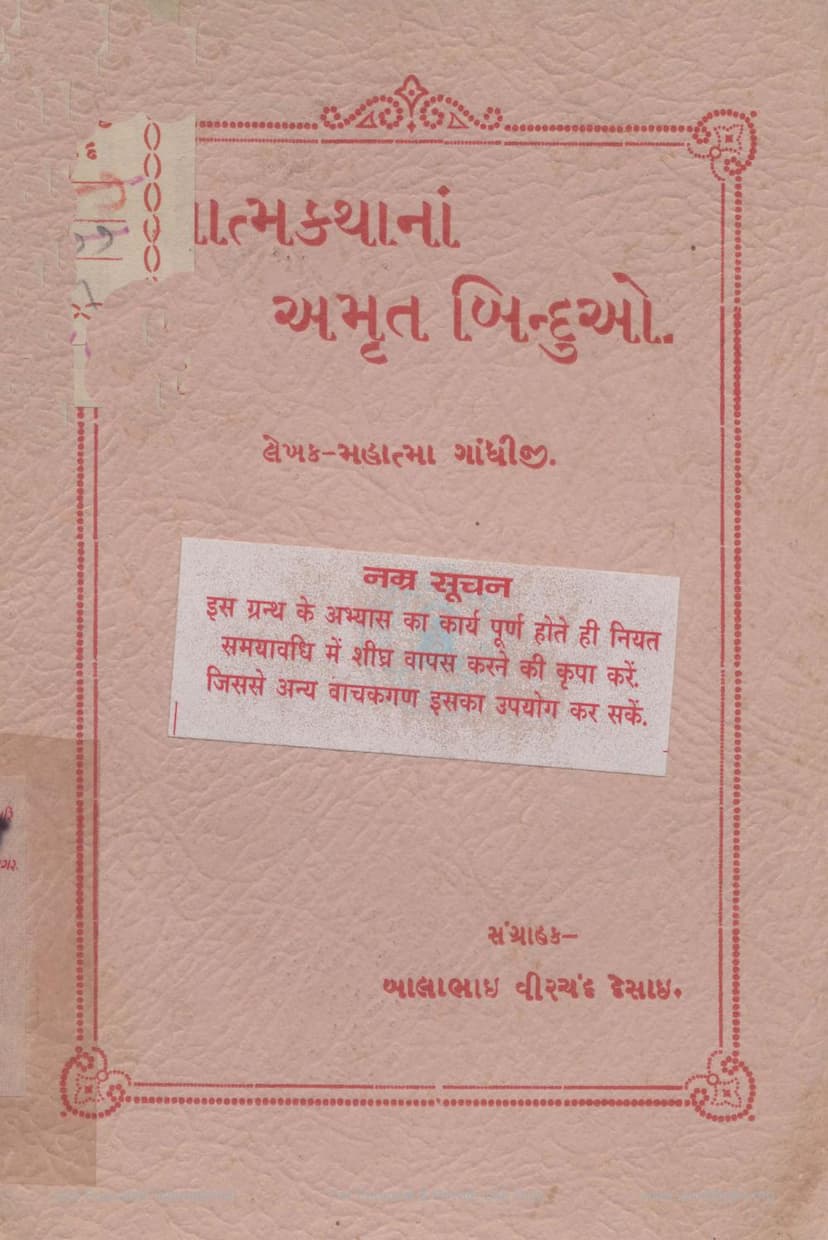 ાત્મકથાનાં
અમૃત બિન્દુઓ..
લેખક-મહાત્મા ગાંધીજી.
नम्र सूचन
इस ग्रन्थ के अभ्यास का कार्य पूर्ण होते ही नियत
समयावधि में शीघ्र वापस करने की कृपा करें.
जिससे अन्य वाचकगण इसका उपयोग कर सकें.
સંગ્રાહક-
બાલાભાઇ વીરચંદ દેસાઇ.